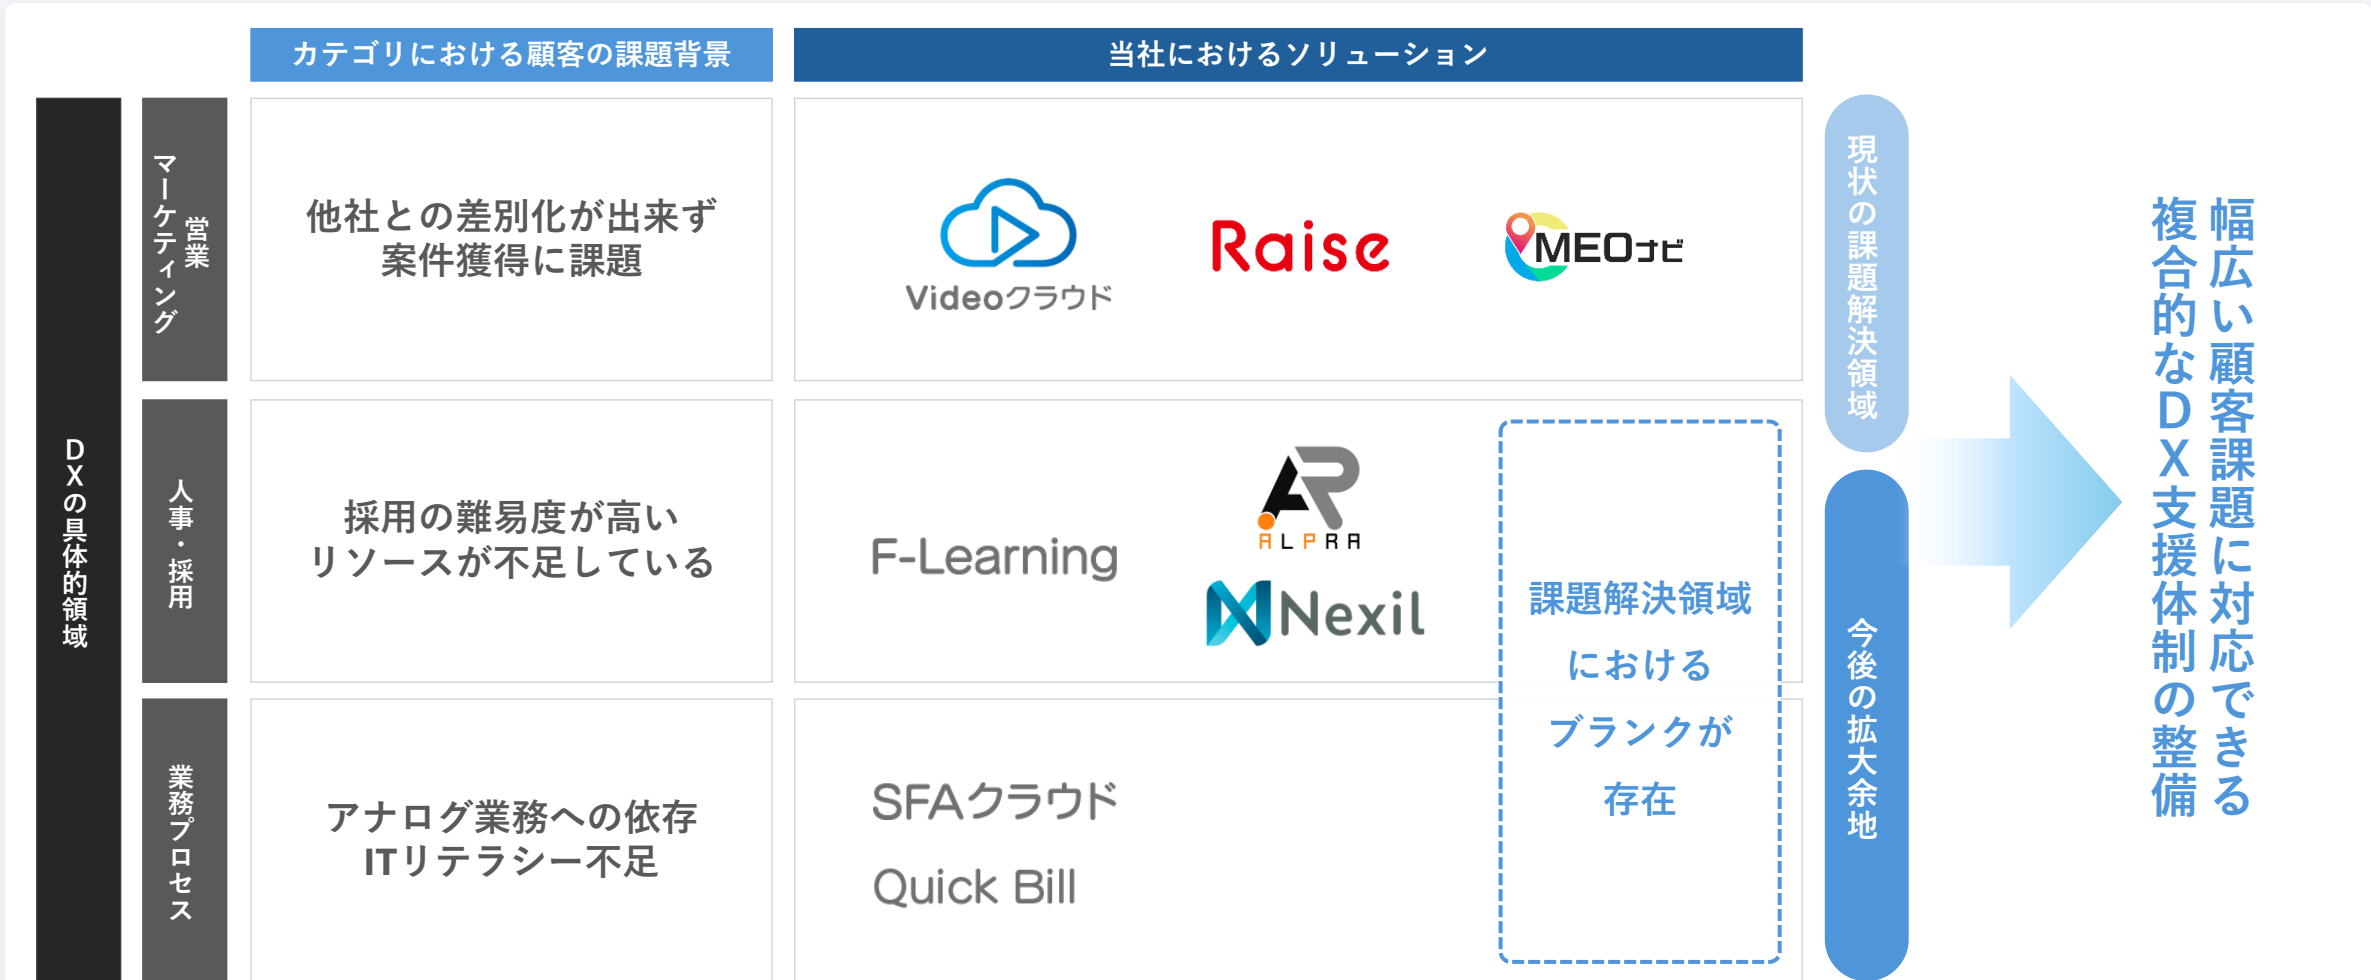 カテゴリにおける顧客の課題背景
当社におけるソリューション
DXの具体的領域
営業
マーケティング
他社との差別化が出来ず
案件獲得に課題
Videoクラウド
Raise
MEOナビ
人事・採用
採用の難易度が高い
リソースが不足している
F-Learning
AR
ALPRA
Nexil
業務プロセス
アナログ業務への依存
ITリテラシー不足
SFAクラウド
Quick Bill
課題解決領域
における
ブランクが
存在
現状の課題解決領域
今後の拡大余地
幅広い顧客課題に対応できる
複合的なDX支援体制の整備